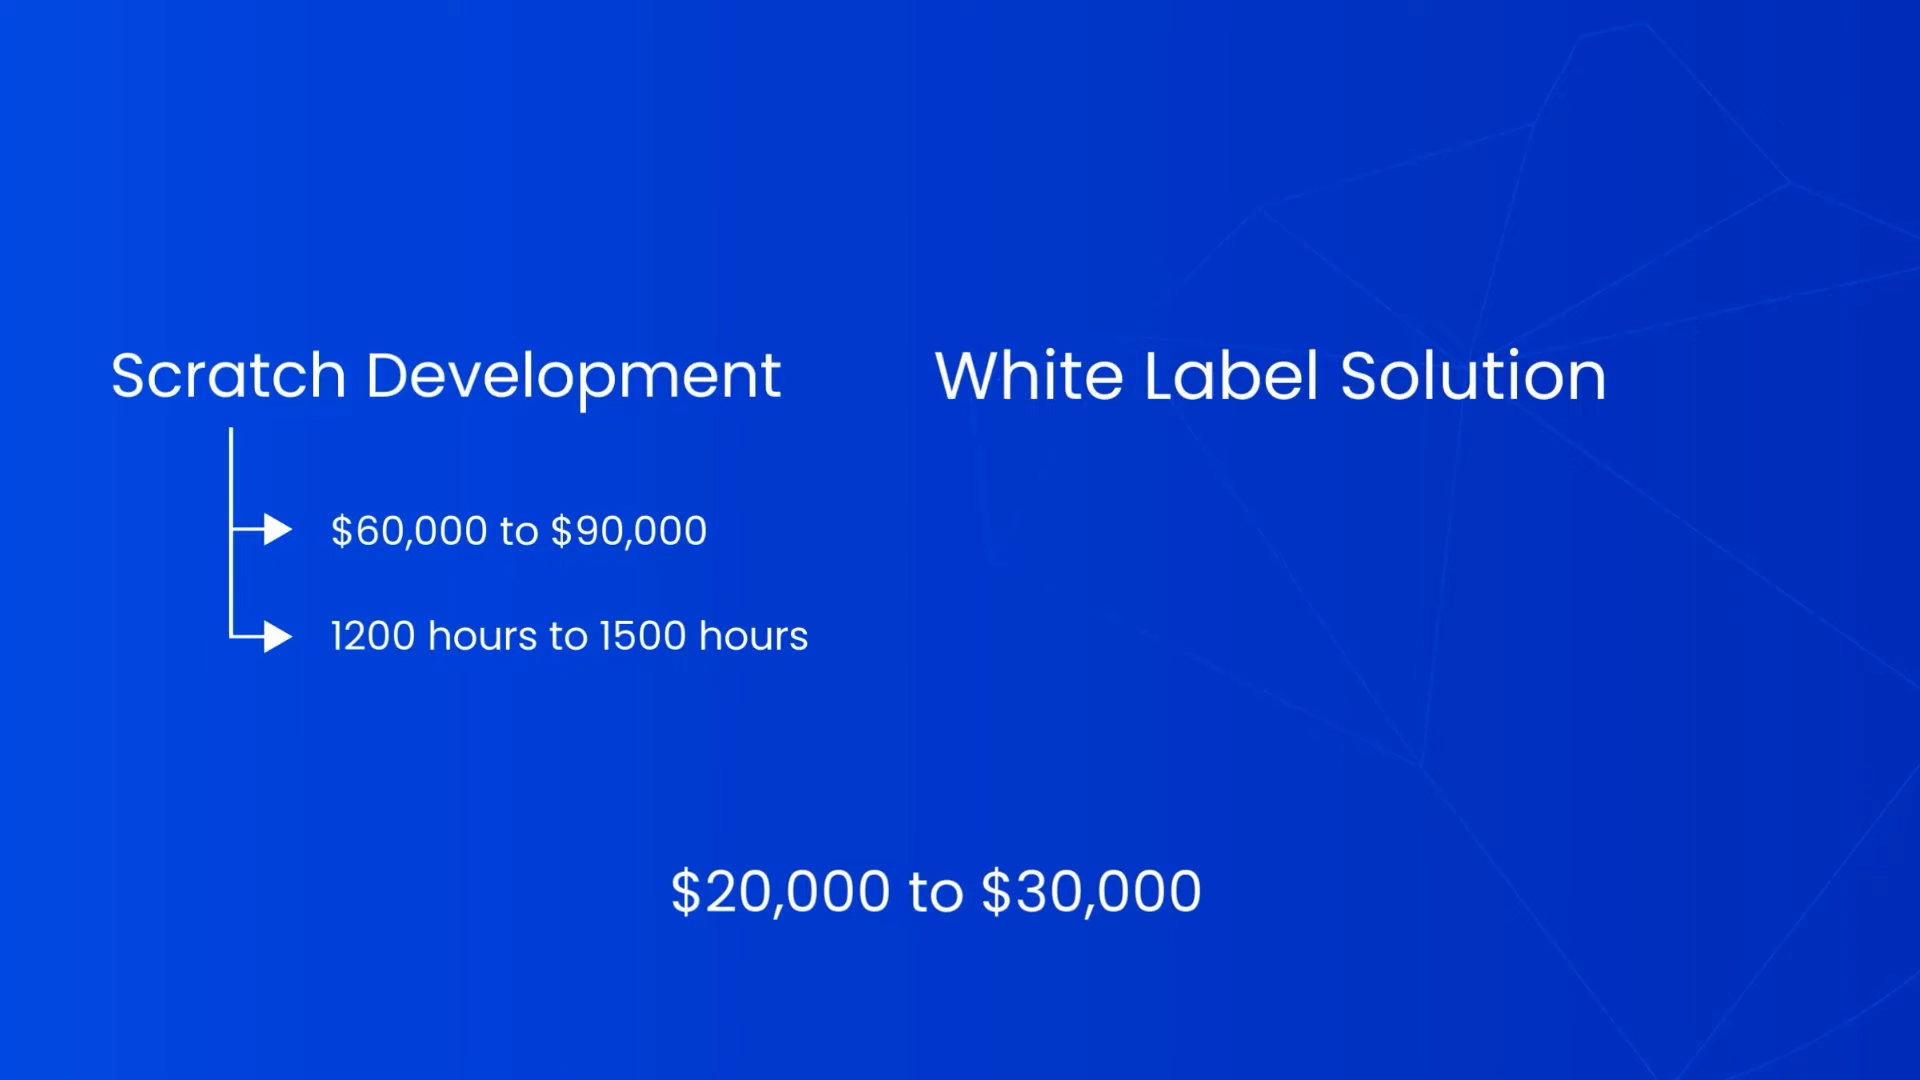 Scratch Development
$60,000 to $90,000
1200 hours to 1500 hours
White Label Solution
$20,000 to $30,000